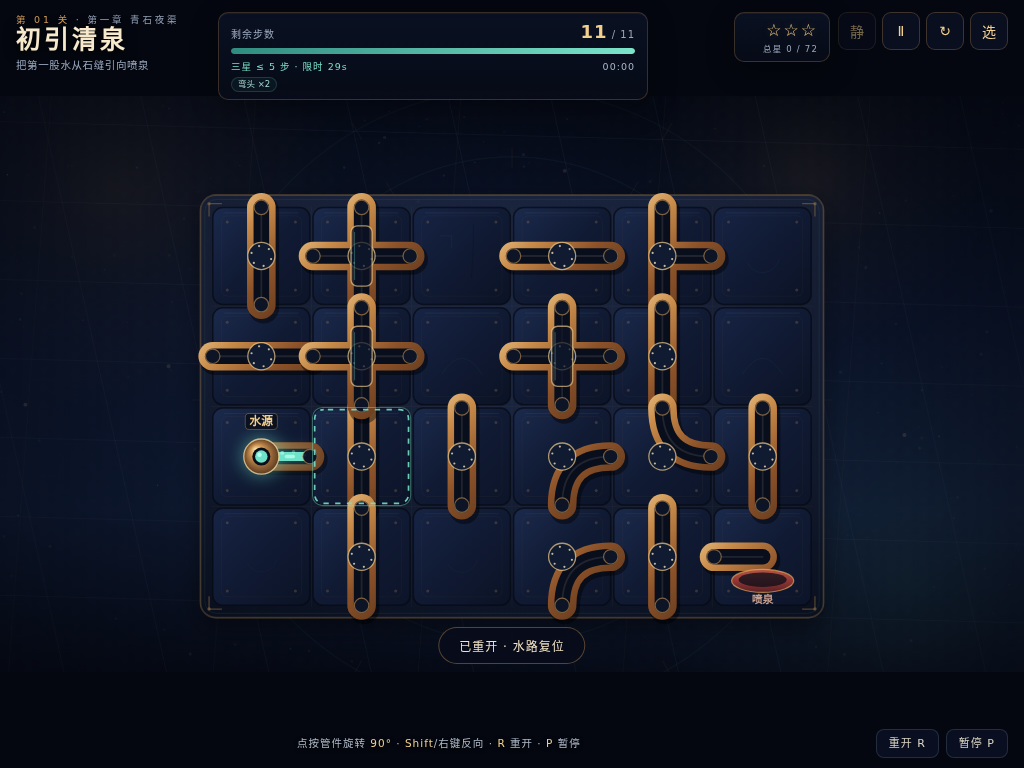 第 01 关 · 第一章 青石夜渠
初引清泉
把第一股水从石缝引向喷泉
剩余步数
11 / 11
三星 ≤ 5 步 · 限时 29s
00:00
弯头 ×2
☆☆☆
总星 0 / 72
静
Ⅱ
↻
选
水源
喷泉
已重开 · 水路复位
点按管件旋转 90° · Shift/右键反向 · R 重开 · P 暂停
重开 R
暂停 P